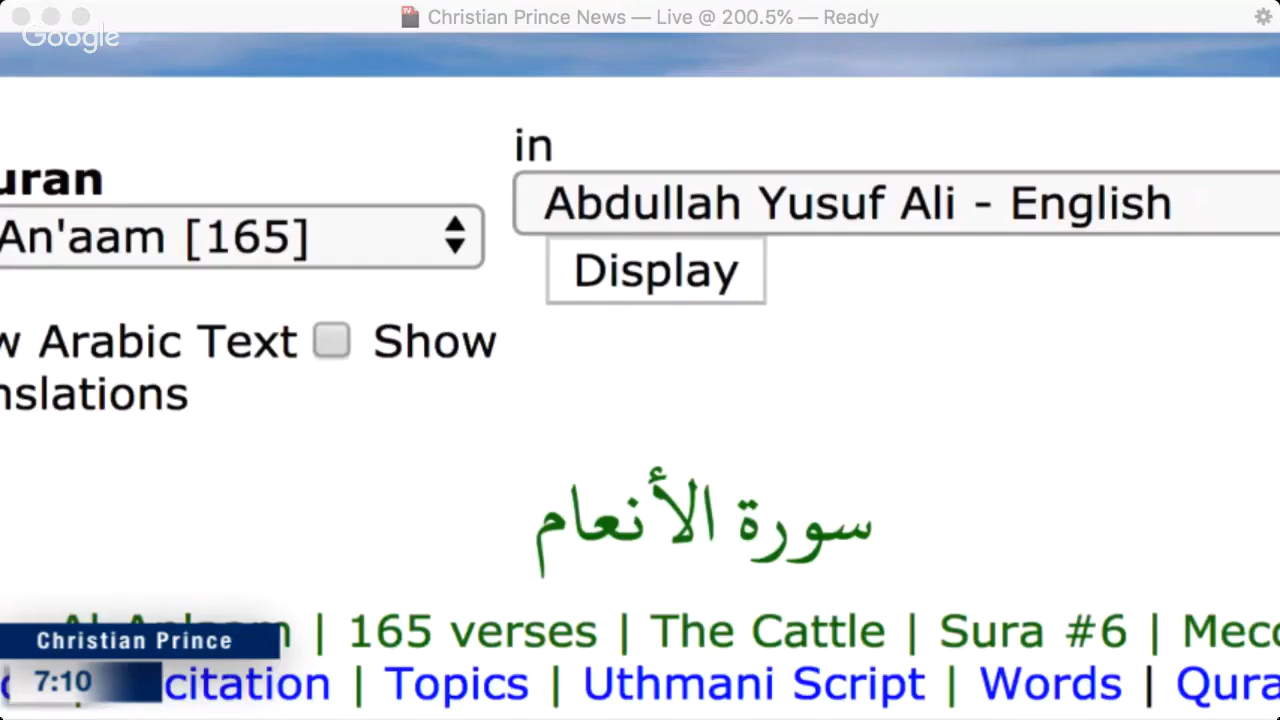 Christian Prince News — Live @ 200.5% — Ready
Google
in
uran
Abdullah Yusuf Ali - English
An'aam [165]
Display
w Arabic Text Show
nslations
سورة الأنعام
| 165 verses | The Cattle | Sura #6 | Mecc
Christian Prince
citation | Topics | Uthmani Script | Words | Qura
7:10